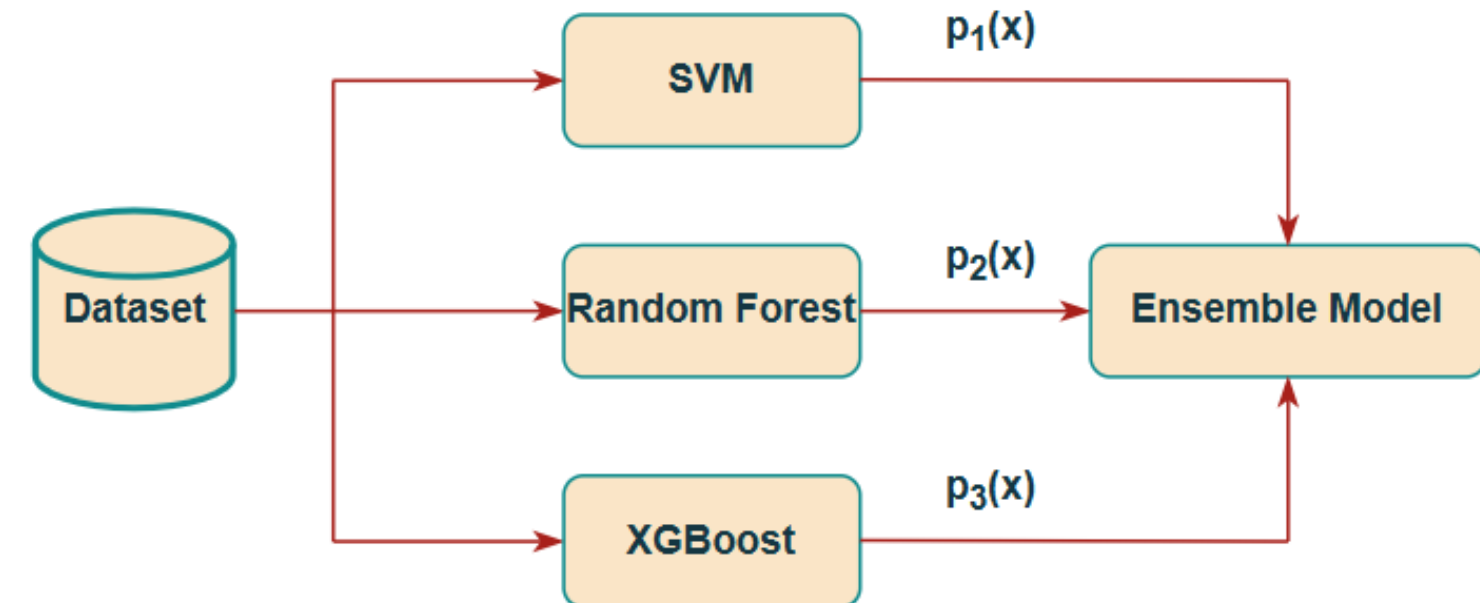 SVM
p₁(x)
Dataset
Random Forest
p₂(x)
Ensemble Model
XGBoost
p₃(x)